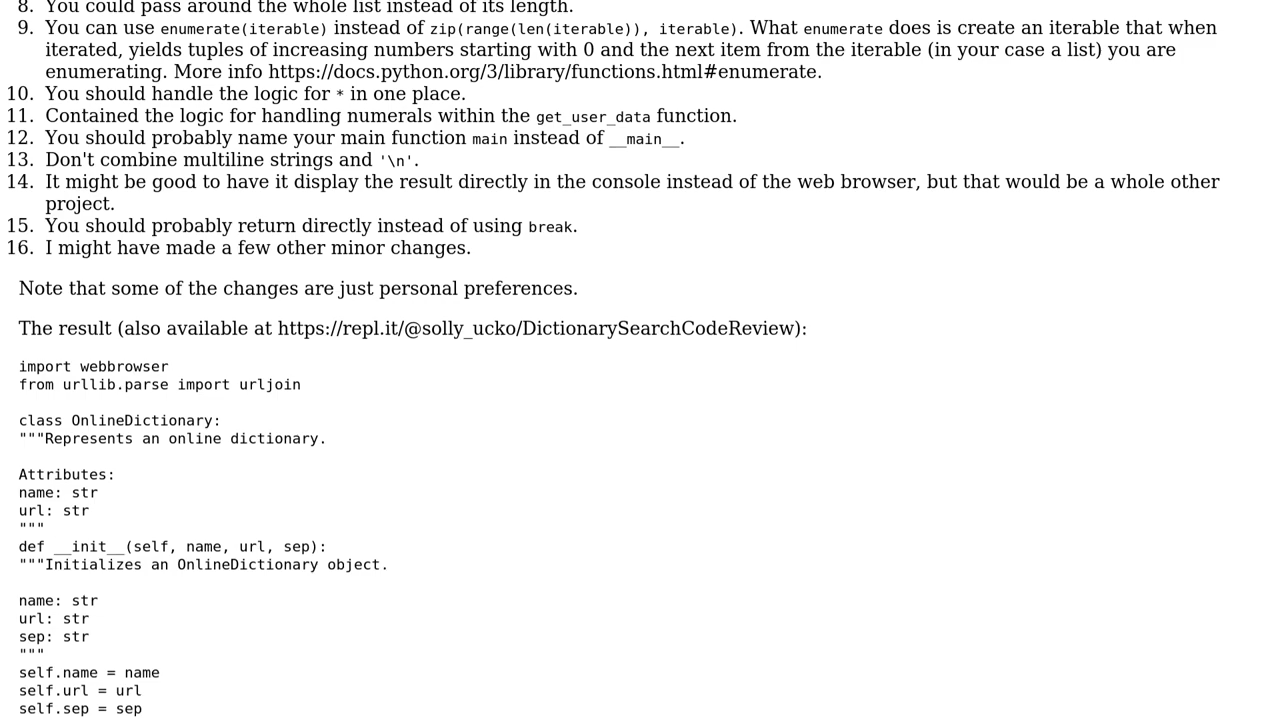 8. You could pass around the whole list instead of its length.
9. You can use enumerate(iterable) instead of zip(range(len(iterable)), iterable). What enumerate does is create an iterable that when
iterated, yields tuples of increasing numbers starting with 0 and the next item from the iterable (in your case a list) you are
enumerating. More info https://docs.python.org/3/library/functions.html#enumerate.
10. You should handle the logic for * in one place.
11. Contained the logic for handling numerals within the get_user_data function.
12. You should probably name your main function main instead of __main__.
13. Don't combine multiline strings and '\n'.
14. It might be good to have it display the result directly in the console instead of the web browser, but that would be a whole other
project.
15. You should probably return directly instead of using break.
16. I might have made a few other minor changes.
Note that some of the changes are just personal preferences.
The result (also available at https://repl.it/@solly_ucko/DictionarySearchCodeReview):
import webbrowser
from urllib.parse import urljoin
class OnlineDictionary:
"""Represents an online dictionary.
Attributes:
name: str
url: str
"""
def __init__(self, name, url, sep):
"""Initializes an OnlineDictionary object.
name: str
url: str
sep: str
"""
self.name = name
self.url = url
self.sep = sep